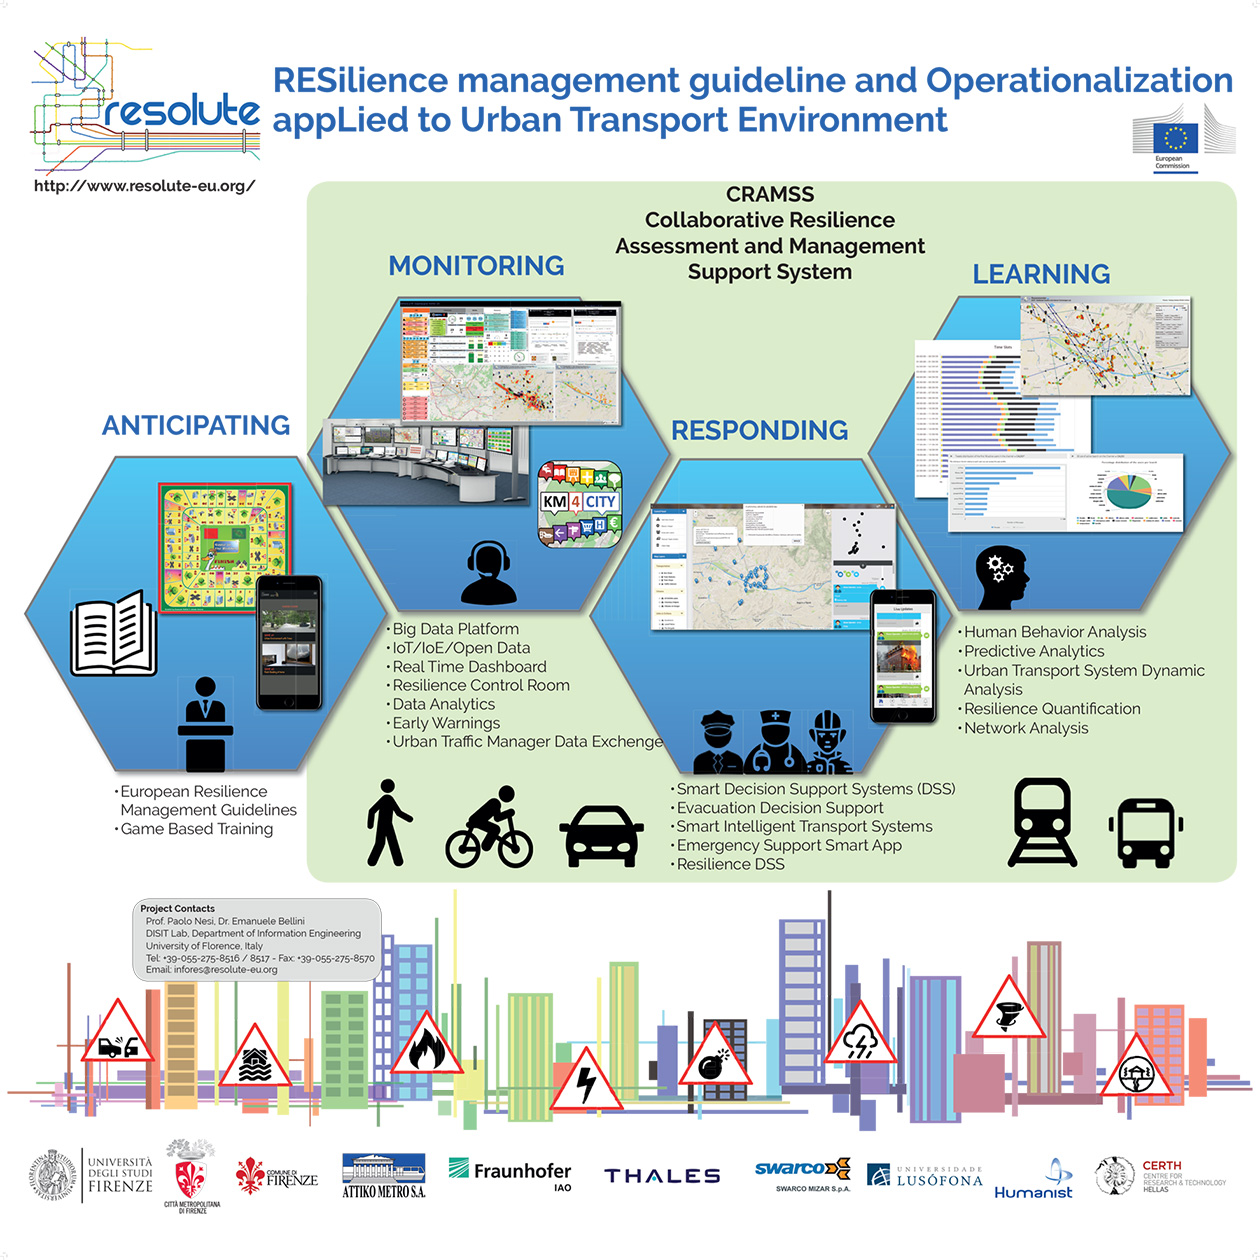 resolute
http://www.resolute-eu.org/
RESilience management guideline and Operationalization
appLied to Urban Transport Environment
European
Commission
CRAMSS
Collaborative Resilience
Assessment and Management
Support System
MONITORING
LEARNING
ANTICIPATING
RESPONDING
KM 4 CITY
•Big Data Platform
•IoT/IoE/Open Data
•Real Time Dashboard
•Resilience Control Room
•Data Analytics
•Early Warnings
•Urban Traffic Manager Data Exchenge
•Human Behavior Analysis
•Predictive Analytics
•Urban Transport System Dynamic
Analysis
•Resilience Quantification
•Network Analysis
•European Resilience
Management Guidelines
•Game Based Training
•Smart Decision Support Systems (DSS)
•Evacuation Decision Support
•Smart Intelligent Transport Systems
•Emergency Support Smart App
•Resilience DSS
Project Contacts
Prof. Paolo Nesi, Dr. Emanuele Bellini
DISIT Lab, Department of Information Engineering
University of Florence, Italy
Tel: +39-055-275-8516 / 8517 - Fax: +39-055-275-8570
Email: infores@resolute-eu.org
UNIVERSITÀ
DEGLI STUDI
FIRENZE
CITTÀ METROPOLITANA
DI FIRENZE
COMUNE DI
FIRENZE
ATTIKO METRO S.A.
Fraunhofer
IAO
THALES
swarco
SWARCO MIZAR S.p.A.
UNIVERSIDADE
LUSÓFONA
Humanist
CERTH
CENTRE FOR
RESEARCH & TECHNOLOGY
HELLAS